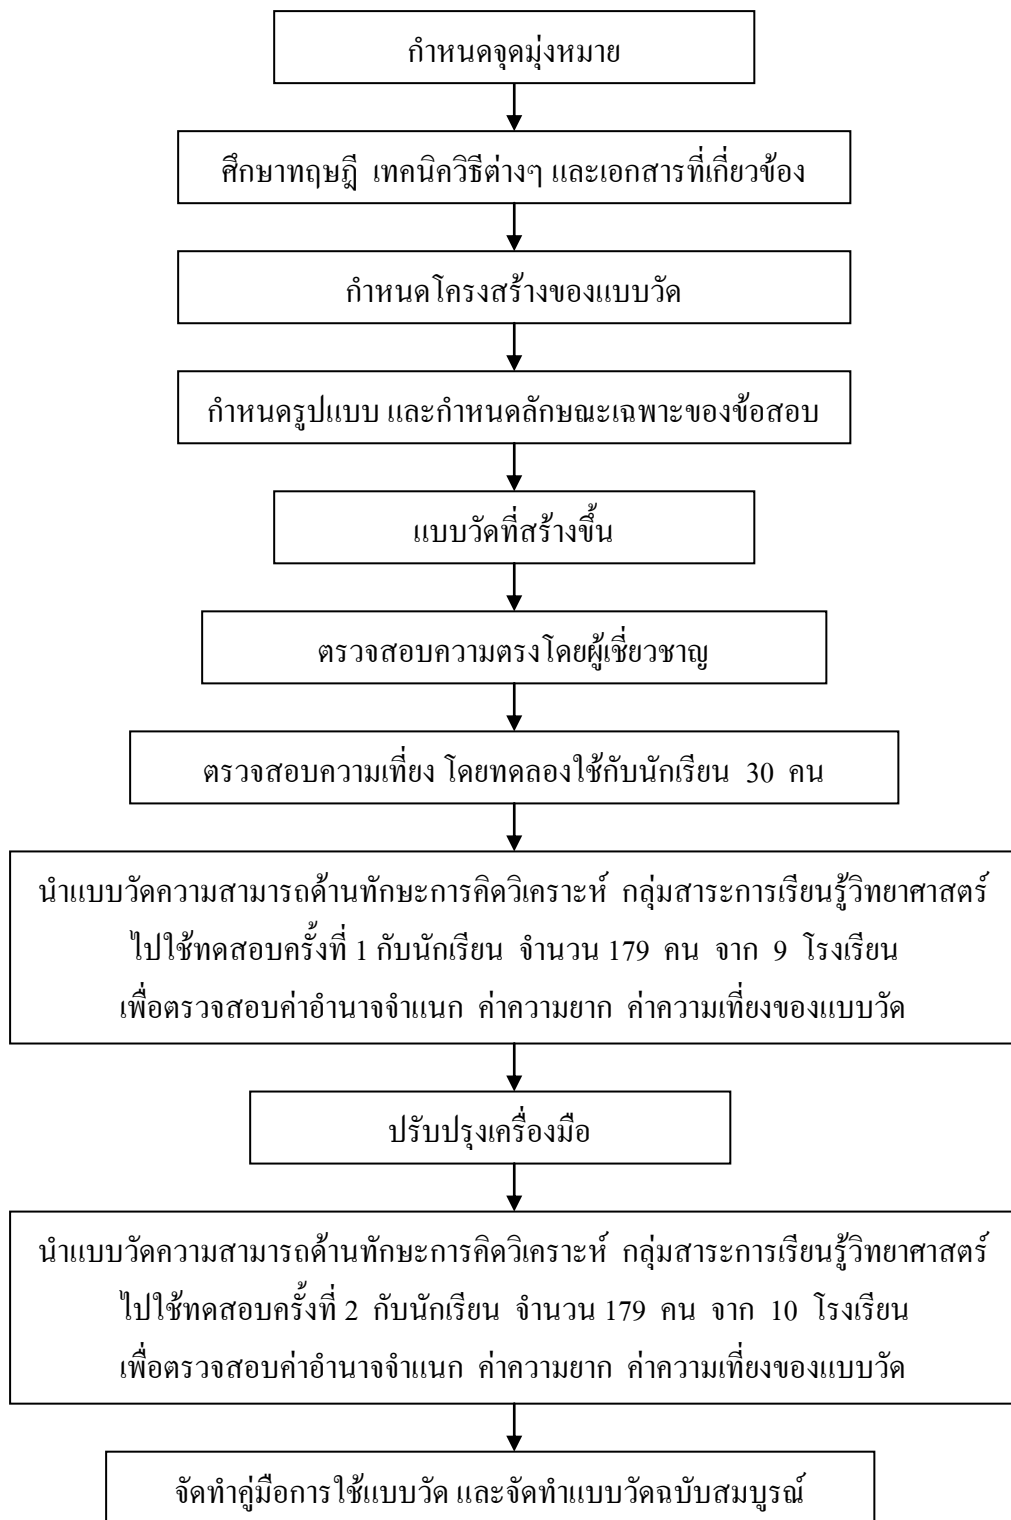 กำหนดจุดมุ่งหมาย
ศึกษาทฤษฎี เทคนิควิธีต่างๆ และเอกสารที่เกี่ยวข้อง
กำหนดโครงสร้างของแบบวัด
กำหนดรูปแบบ และกำหนดลักษณะเฉพาะของข้อสอบ
แบบวัดที่สร้างขึ้น
ตรวจสอบความตรงโดยผู้เชี่ยวชาญ
ตรวจสอบความเที่ยง โดยทดลองใช้กับนักเรียน 30 คน
นำแบบวัดความสามารถด้านทักษะการคิดวิเคราะห์ กลุ่มสาระการเรียนรู้วิทยาศาสตร์
ไปใช้ทดสอบครั้งที่ 1 กับนักเรียน จำนวน 179 คน จาก 9 โรงเรียน
เพื่อตรวจสอบค่าอำนาจจำแนก ค่าความยาก ค่าความเที่ยงของแบบวัด
ปรับปรุงเครื่องมือ
นำแบบวัดความสามารถด้านทักษะการคิดวิเคราะห์ กลุ่มสาระการเรียนรู้วิทยาศาสตร์
ไปใช้ทดสอบครั้งที่ 2 กับนักเรียน จำนวน 179 คน จาก 10 โรงเรียน
เพื่อตรวจสอบค่าอำนาจจำแนก ค่าความยาก ค่าความเที่ยงของแบบวัด
จัดทำคู่มือการใช้แบบวัด และจัดทำแบบวัดฉบับสมบูรณ์